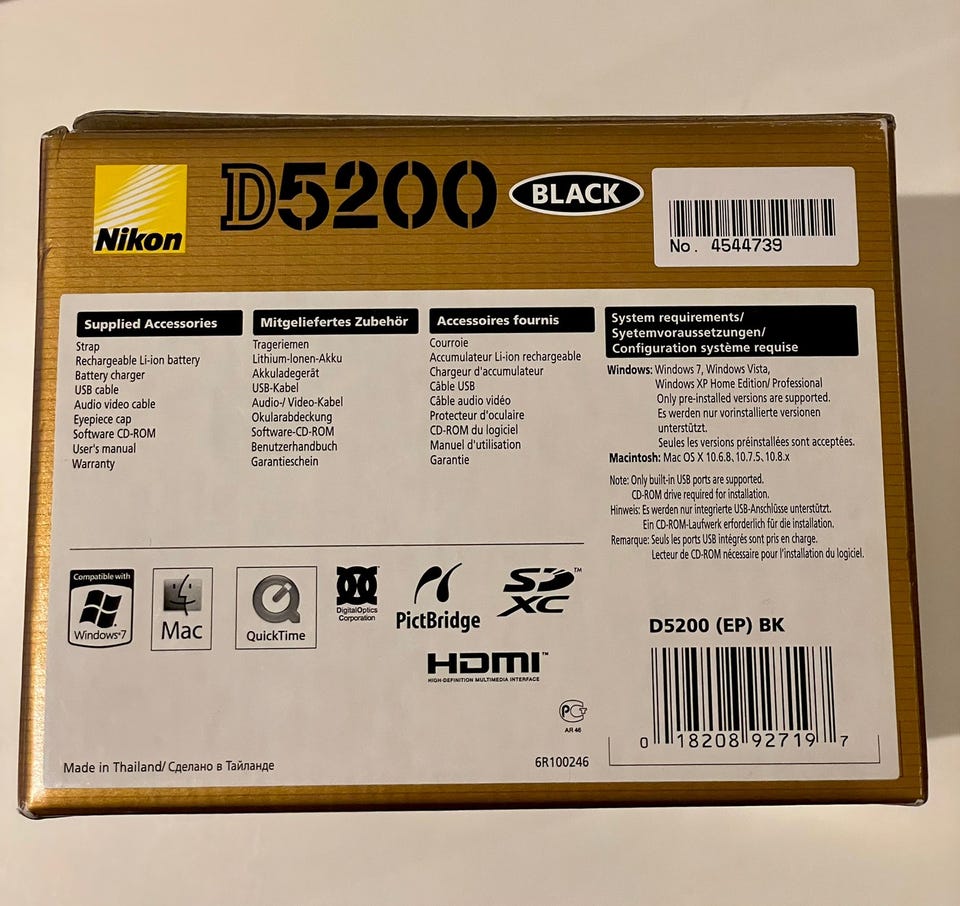 Nikon
D5200
BLACK
No. 4544739
Supplied Accessories
Strap
Rechargeable Li-ion battery
Battery charger
USB cable
Audio video cable
Eyepiece cap
Software CD-ROM
User's manual
Warranty
Mitgeliefertes Zubehör
Trageriemen
Lithium-Ionen-Akku
Akkuladegerät
USB-Kabel
Audio-/ Video-Kabel
Okularabdeckung
Software-CD-ROM
Benutzerhandbuch
Garantieschein
Accessoires fournis
Courroie
Accumulateur Li-ion rechargeable
Chargeur d'accumulateur
Câble USB
Câble audio vidéo
Protecteur d'oculaire
CD-ROM du logiciel
Manuel d'utilisation
Garantie
System requirements/
Syetemvoraussetzungen/
Configuration système requise
Windows: Windows 7, Windows Vista,
Windows XP Home Edition/ Professional
Only pre-installed versions are supported.
Es werden nur vorinstallierte versionen
unterstützt.
Seules les versions préinstallées sont acceptées.
Macintosh: Mac OS X 10.6.8, 10.7.5, 10.8.x
Note: Only built-in USB ports are supported.
CD-ROM drive required for installation.
Hinweis: Es werden nur integrierte USB-Anschlüsse unterstützt.
Ein CD-ROM-Laufwerk erforderlich für die installation.
Remarque: Seuls les ports USB intégrés sont pris en charge.
Lecteur de CD-ROM nécessaire pour l'installation du logiciel.
Compatible with
Windows®7
Mac
QuickTime
DigitalOptics
Corporation
PictBridge
SD™
XC
HDMI™
HIGH-DEFINITION MULTIMEDIA INTERFACE
РСТ
AR 46
D5200 (EP) BK
0 18208 92719 7
Made in Thailand/ Сделано в Тайланде
6R100246